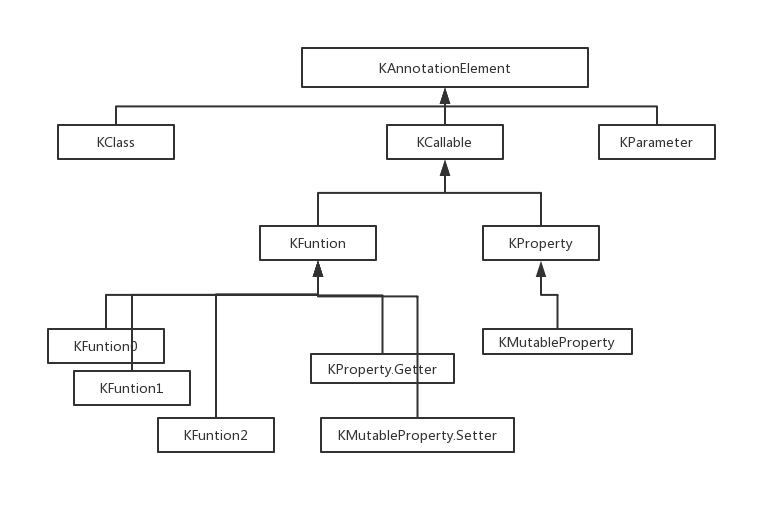 KAnnotationElement
KClass
KCallable
KParameter
KFuntion
KProperty
KFuntion0
KMutableProperty
KProperty.Getter
KFuntion1
KFuntion2
KMutableProperty.Setter